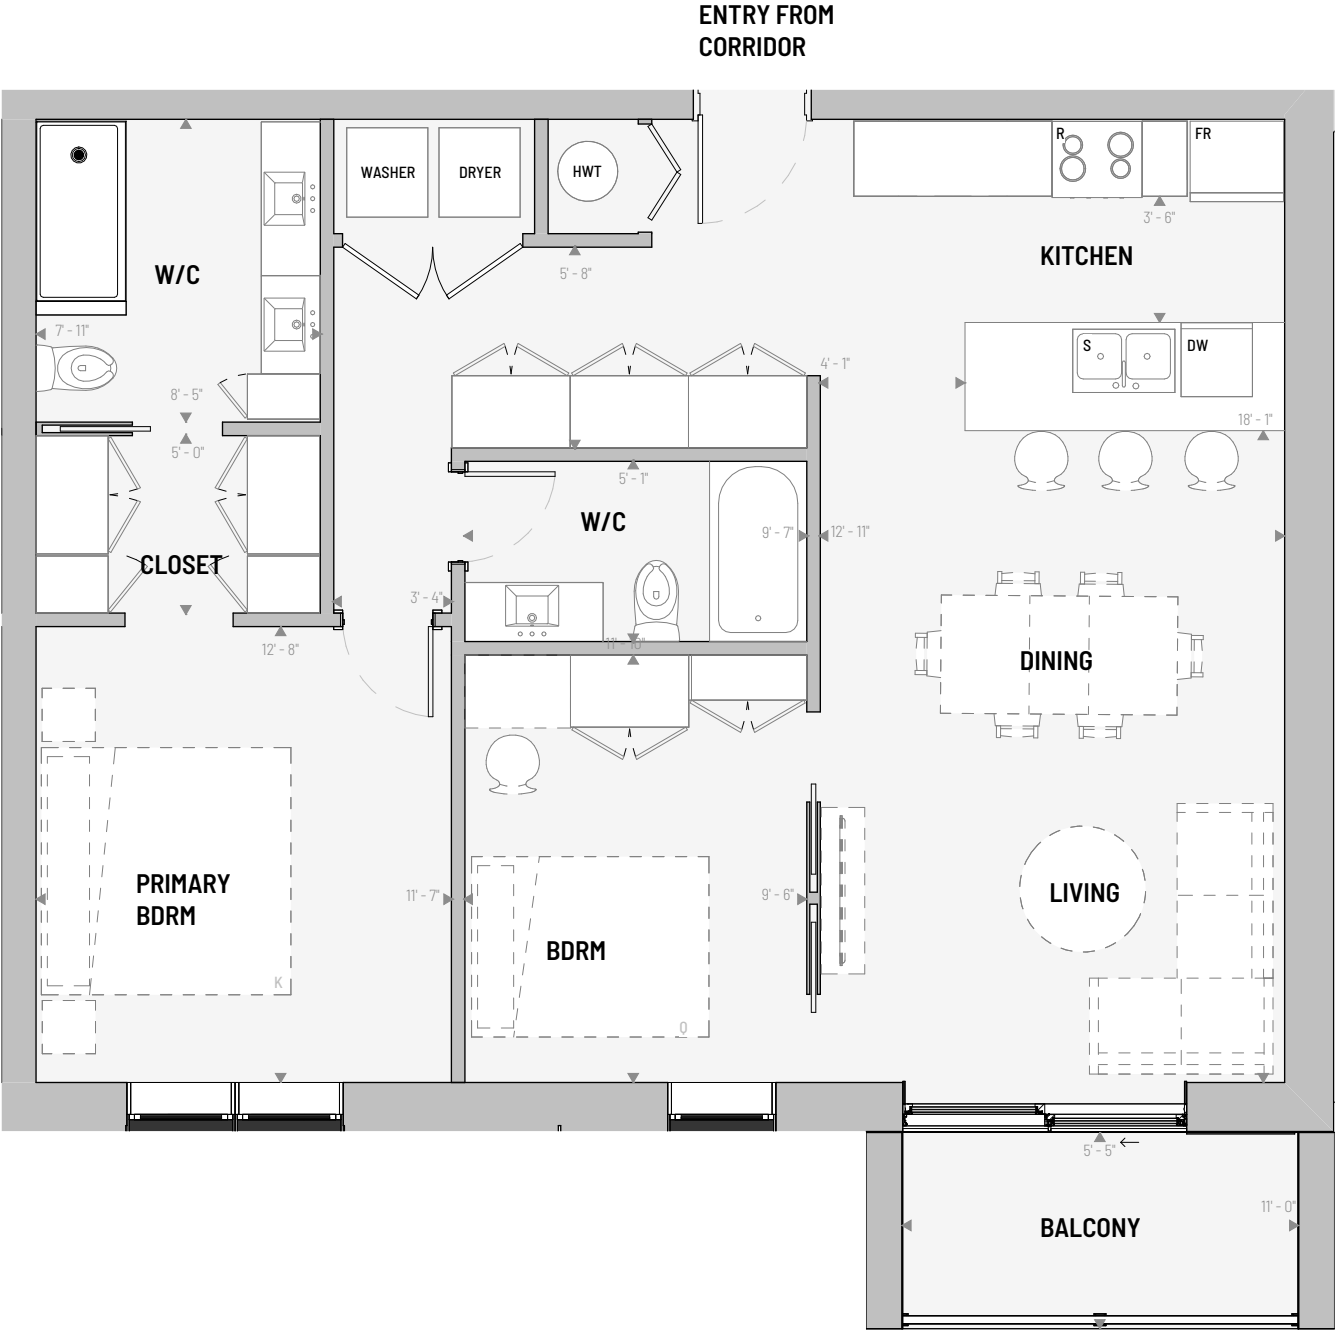 ENTRY FROM
CORRIDOR
R
FR
WASHER
DRYER
HWT
3' - 6"
KITCHEN
W/C
5' - 8"
7' - 11"
S
DW
4' - 1"
8' - 5"
18' - 1"
5' - 0"
5' - 1"
W/C
9' - 7"
12' - 11"
CLOSET
3' - 4"
11' - 10"
12' - 8"
DINING
PRIMARY
BDRM
11' - 7"
9' - 6"
LIVING
BDRM
K
Q
5' - 5"
11' - 0"
BALCONY